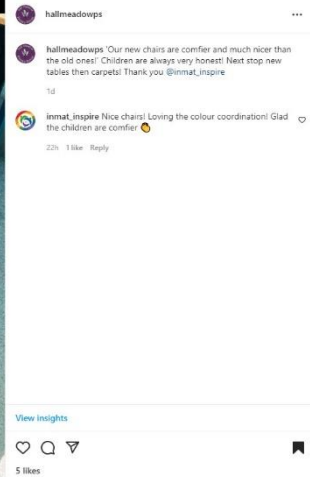 hallmeadowps
hallmeadowps 'Our new chairs are comfier and much nicer than
the old ones!' Children are always very honest! Next stop new
tables then carpets! Thank you @inmat_inspire
1d
inmat_inspire Nice chairs! Loving the colour coordination! Glad
the children are comfier 👏
22h 1 like Reply
View insights
5 likes